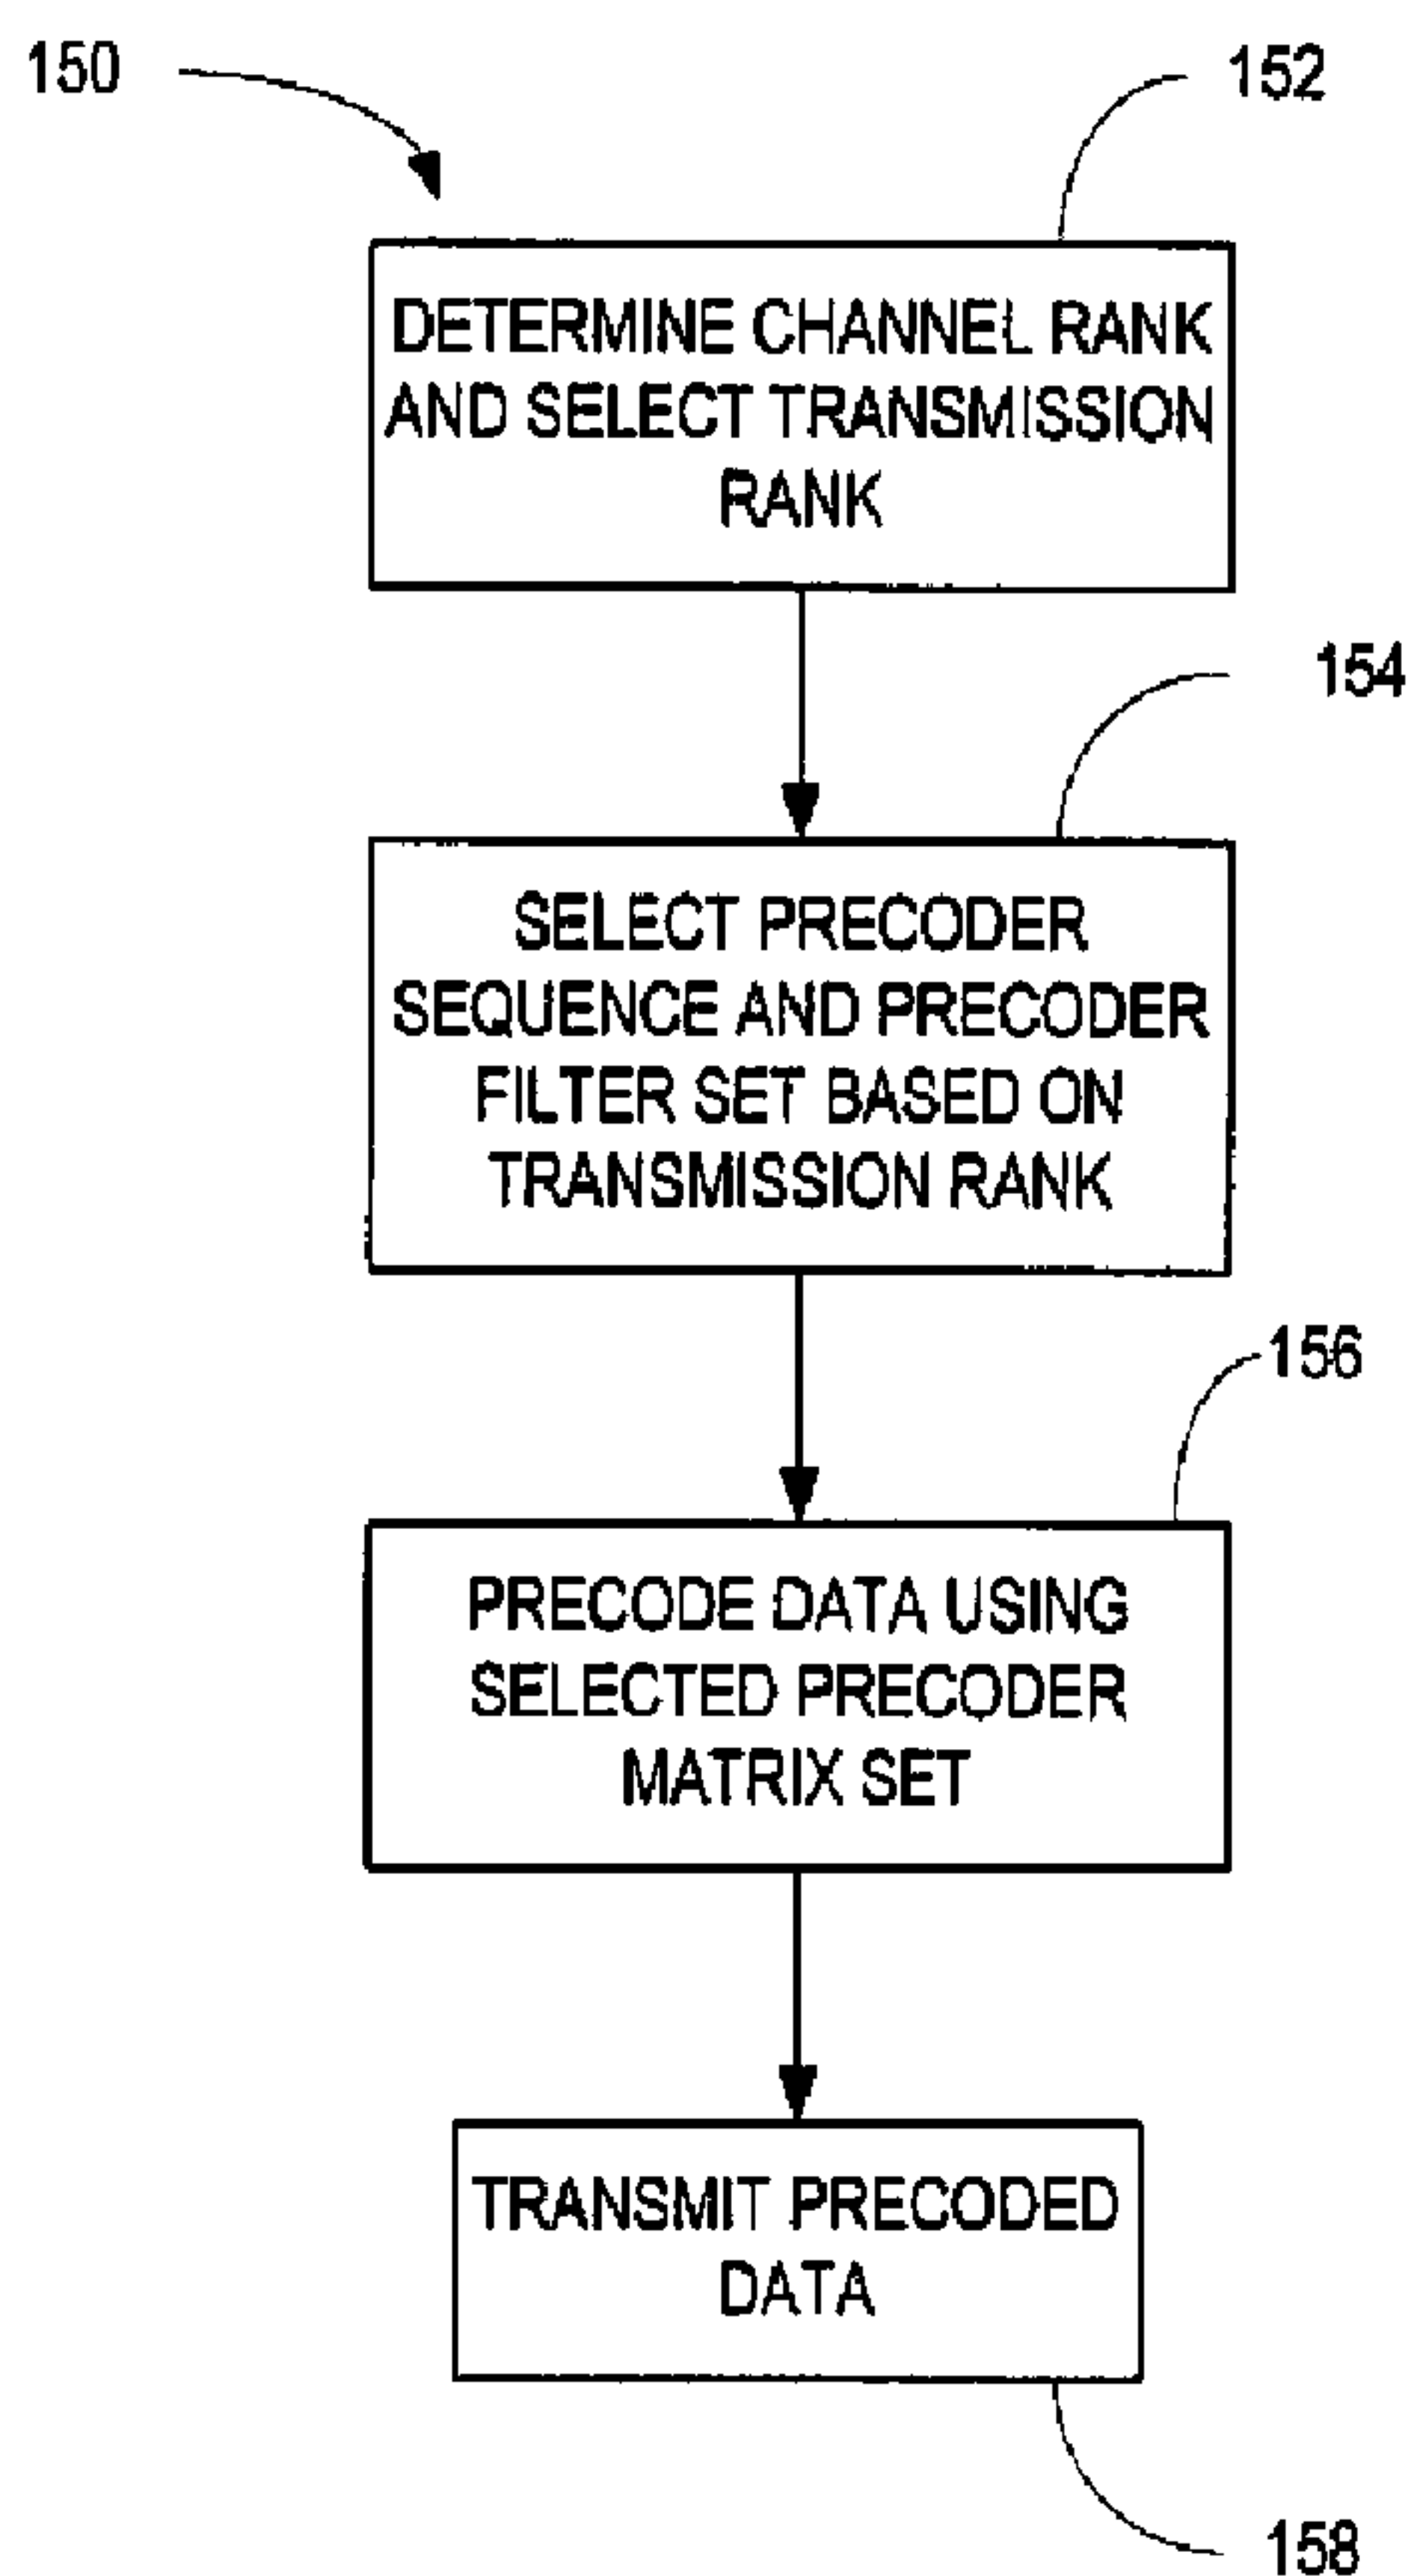 150
152
DETERMINE CHANNEL RANK
AND SELECT TRANSMISSION
RANK
154
SELECT PRECODER
SEQUENCE AND PRECODER
FILTER SET BASED ON
TRANSMISSION RANK
156
PRECODE DATA USING
SELECTED PRECODER
MATRIX SET
TRANSMIT PRECODED
DATA
158